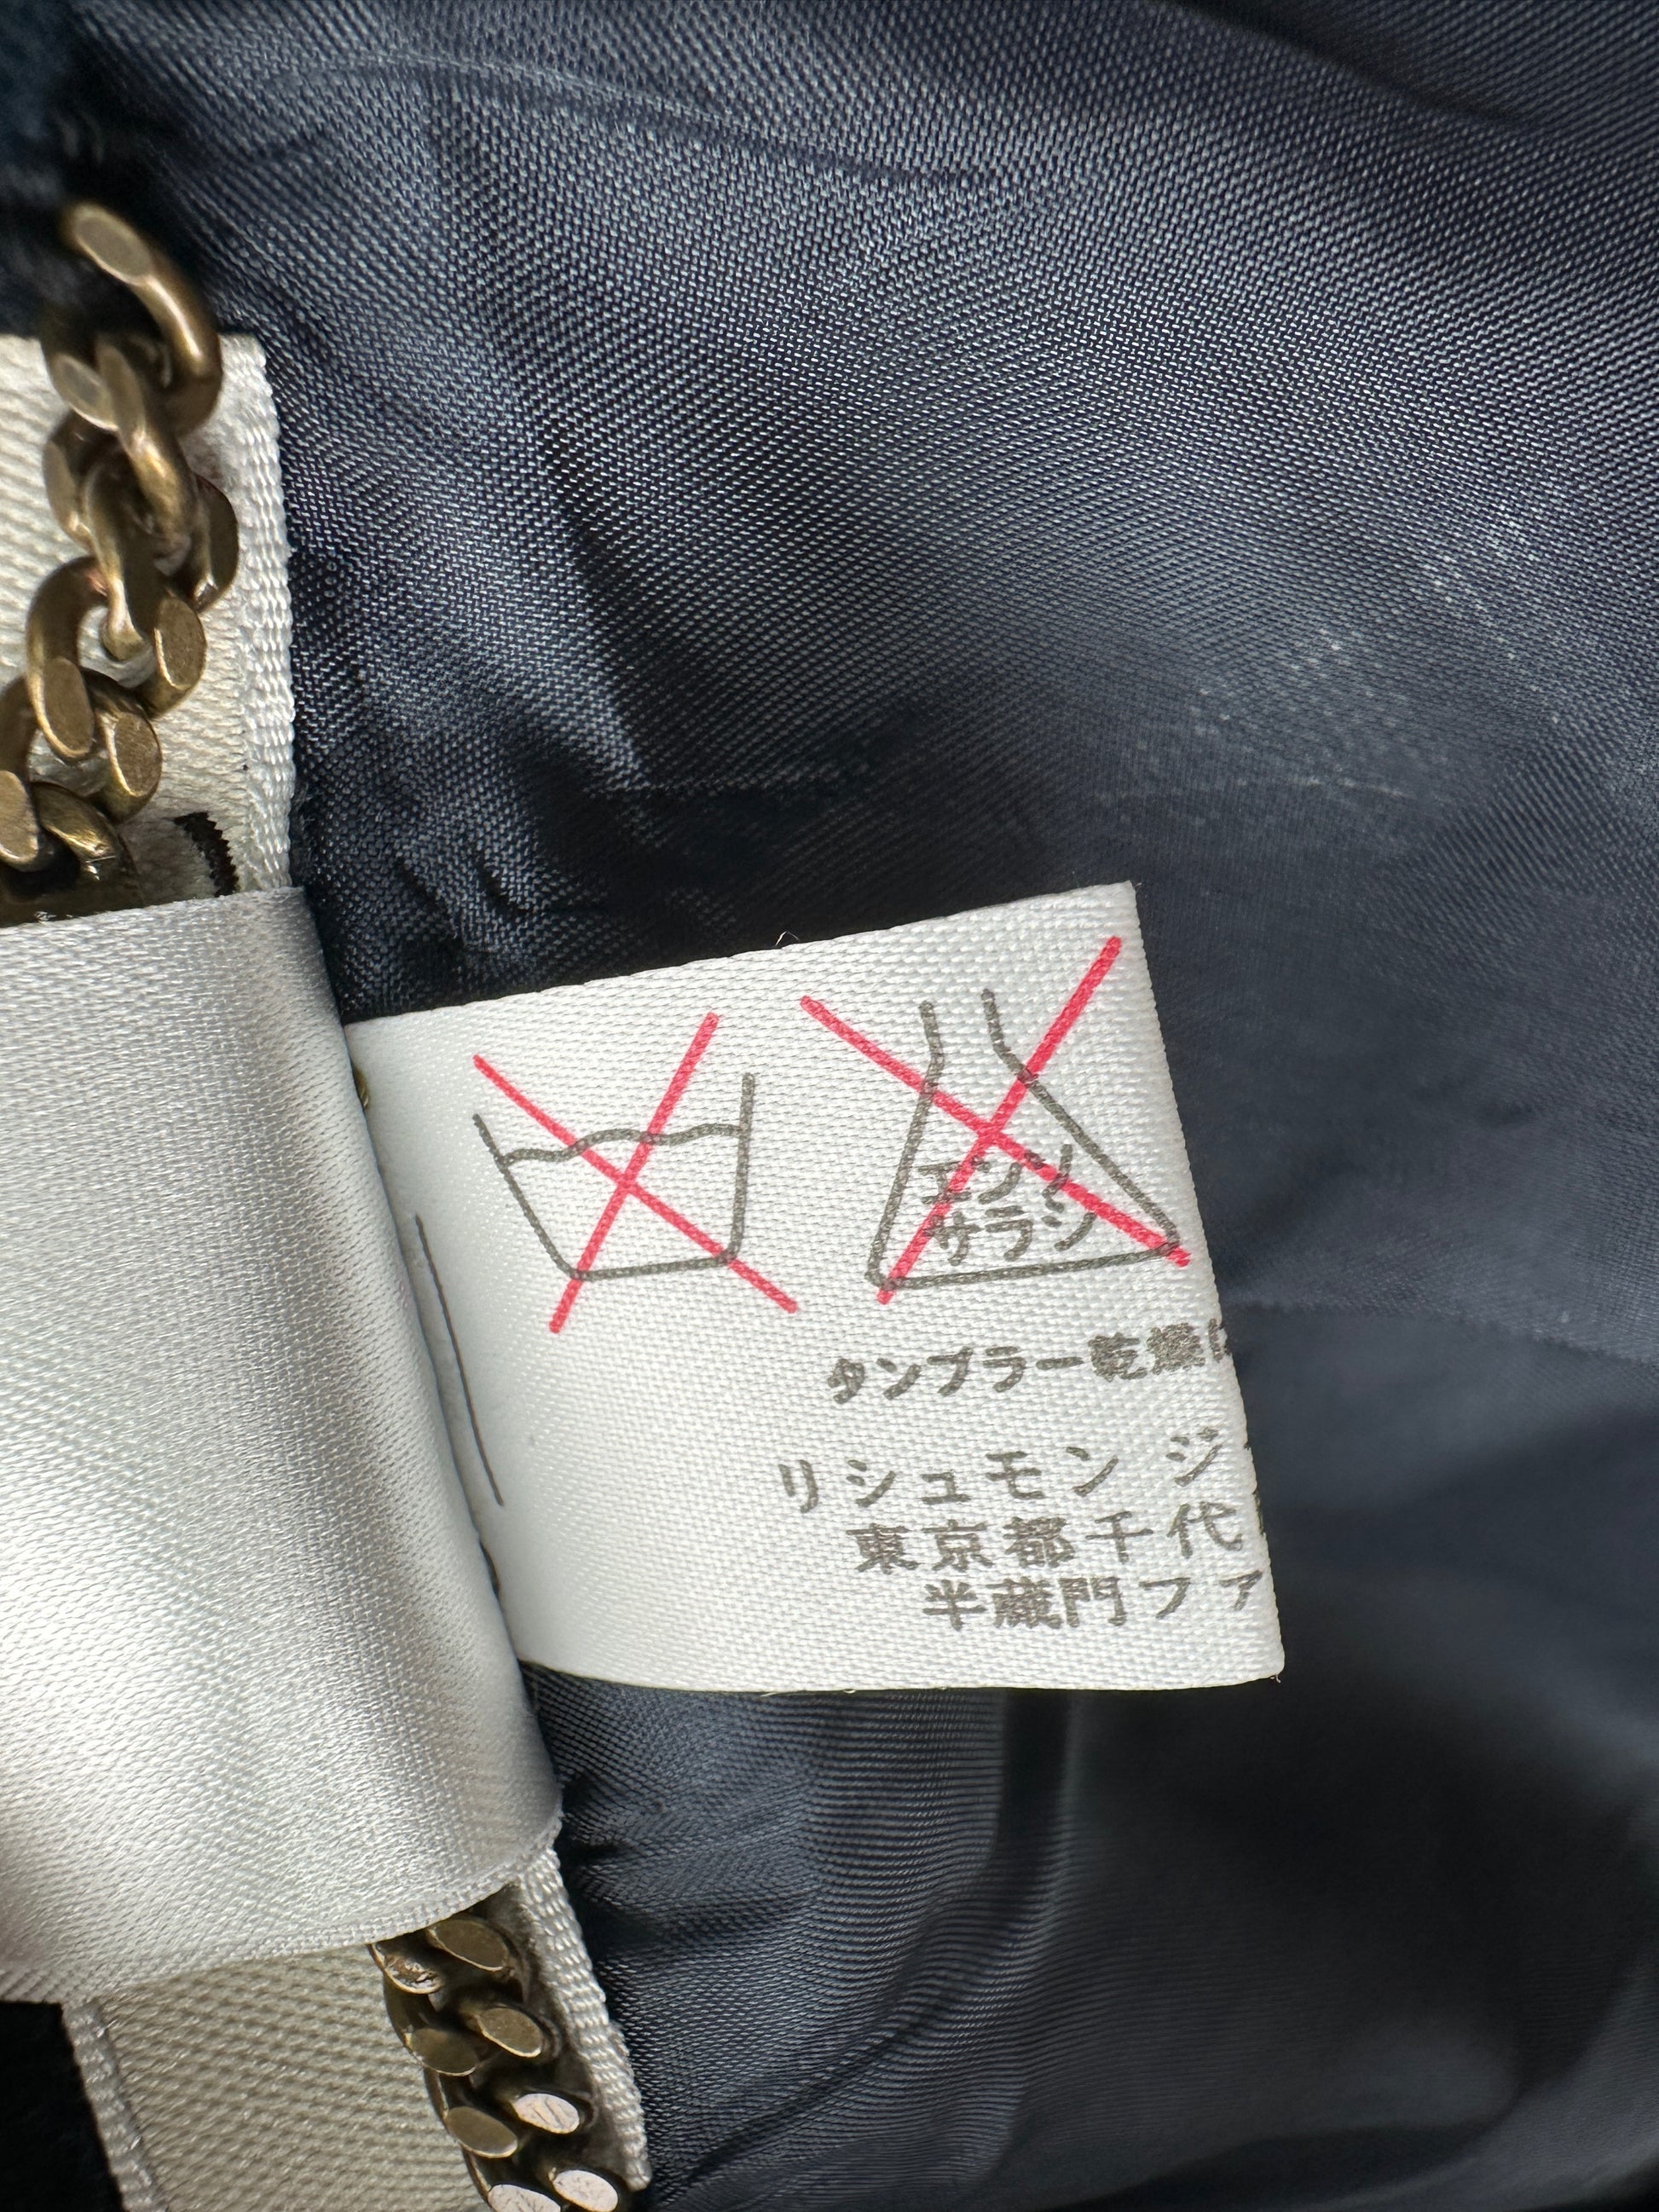 エンソ
サラシ
タンブラー乾燥は
リシュモン ジ
東京都千代
半蔵門ファ